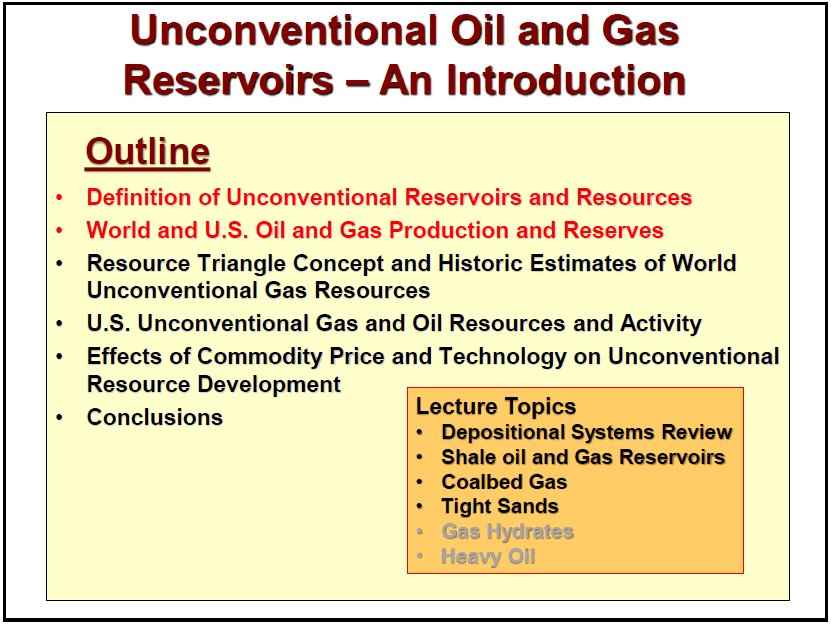 Unconventional Oil and Gas
Reservoirs – An Introduction
Outline
• Definition of Unconventional Reservoirs and Resources
• World and U.S. Oil and Gas Production and Reserves
• Resource Triangle Concept and Historic Estimates of World
Unconventional Gas Resources
• U.S. Unconventional Gas and Oil Resources and Activity
• Effects of Commodity Price and Technology on Unconventional
Resource Development
• Conclusions
Lecture Topics
• Depositional Systems Review
• Shale oil and Gas Reservoirs
• Coalbed Gas
• Tight Sands
• Gas Hydrates
• Heavy Oil